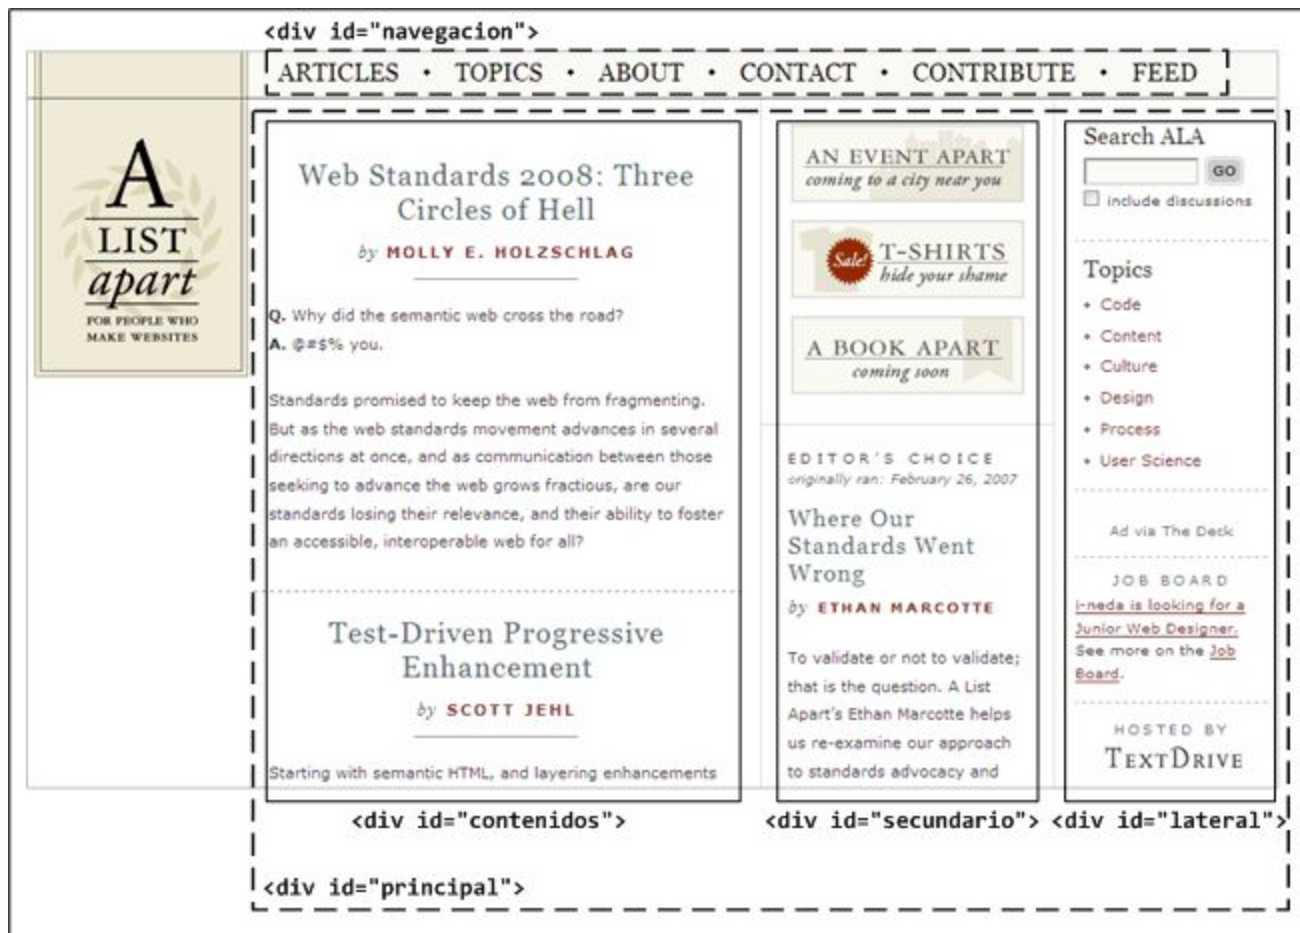 <div id="navegacion">
ARTICLES • TOPICS • ABOUT • CONTACT • CONTRIBUTE • FEED
A
LIST
apart
FOR PEOPLE WHO
MAKE WEBSITES
Web Standards 2008: Three
Circles of Hell
by MOLLY E. HOLZSCHLAG
Q. Why did the semantic web cross the road?
A. @#$% you.
Standards promised to keep the web from fragmenting.
But as the web standards movement advances in several
directions at once, and as communication between those
seeking to advance the web grows fractious, are our
standards losing their relevance, and their ability to foster
an accessible, interoperable web for all?
Test-Driven Progressive
Enhancement
by SCOTT JEHL
Starting with semantic HTML, and layering enhancements
<div id="contenidos">
AN EVENT APART
coming to a city near you
Sale!
T-SHIRTS
hide your shame
A BOOK APART
coming soon
EDITOR'S CHOICE
originally ran: February 26, 2007
Where Our
Standards Went
Wrong
by ETHAN MARCOTTE
To validate or not to validate;
that is the question. A List
Apart's Ethan Marcotte helps
us re-examine our approach
to standards advocacy and
<div id="secundario">
Search ALA
GO
include discussions
Topics
• Code
• Content
• Culture
• Design
• Process
• User Science
Ad via The Deck
JOB BOARD
i-neda is looking for a
Junior Web Designer.
See more on the Job
Board.
HOSTED BY
TEXTDRIVE
<div id="lateral">
<div id="principal">